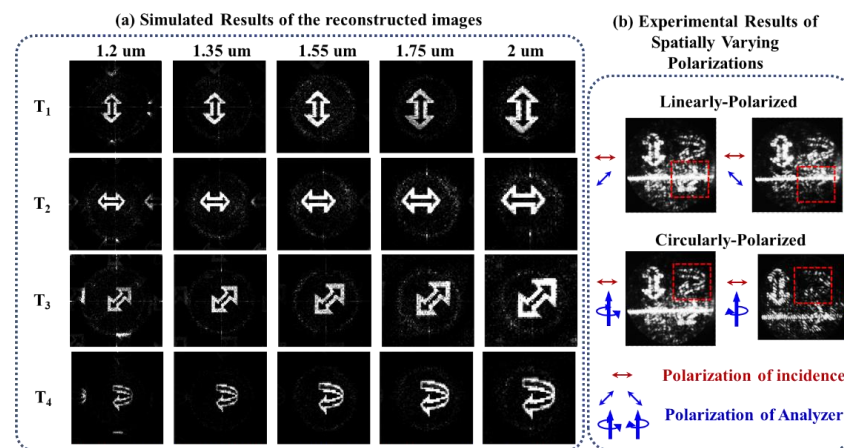 (a) Simulated Results of the reconstructed images
1.2 um 1.35 um 1.55 um 1.75 um 2 um
T1
T2
T3
T4
(b) Experimental Results of
Spatially Varying
Polarizations
Linearly-Polarized
Circularly-Polarized
Polarization of incidence
Polarization of Analyzer